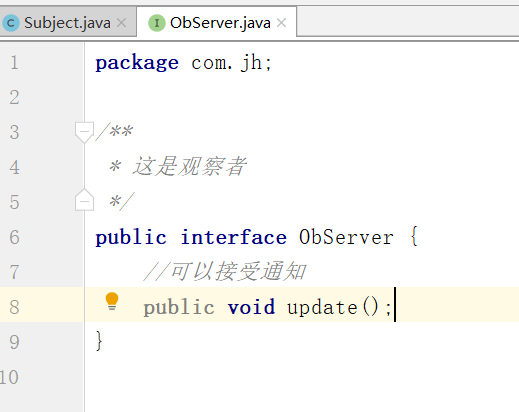 Subject.java ObServer.java
1 package com.jh;
2
3 /**
4 * 这是观察者
5 */
6 public interface ObServer {
7 //可以接受通知
8 public void update();
9 }
10